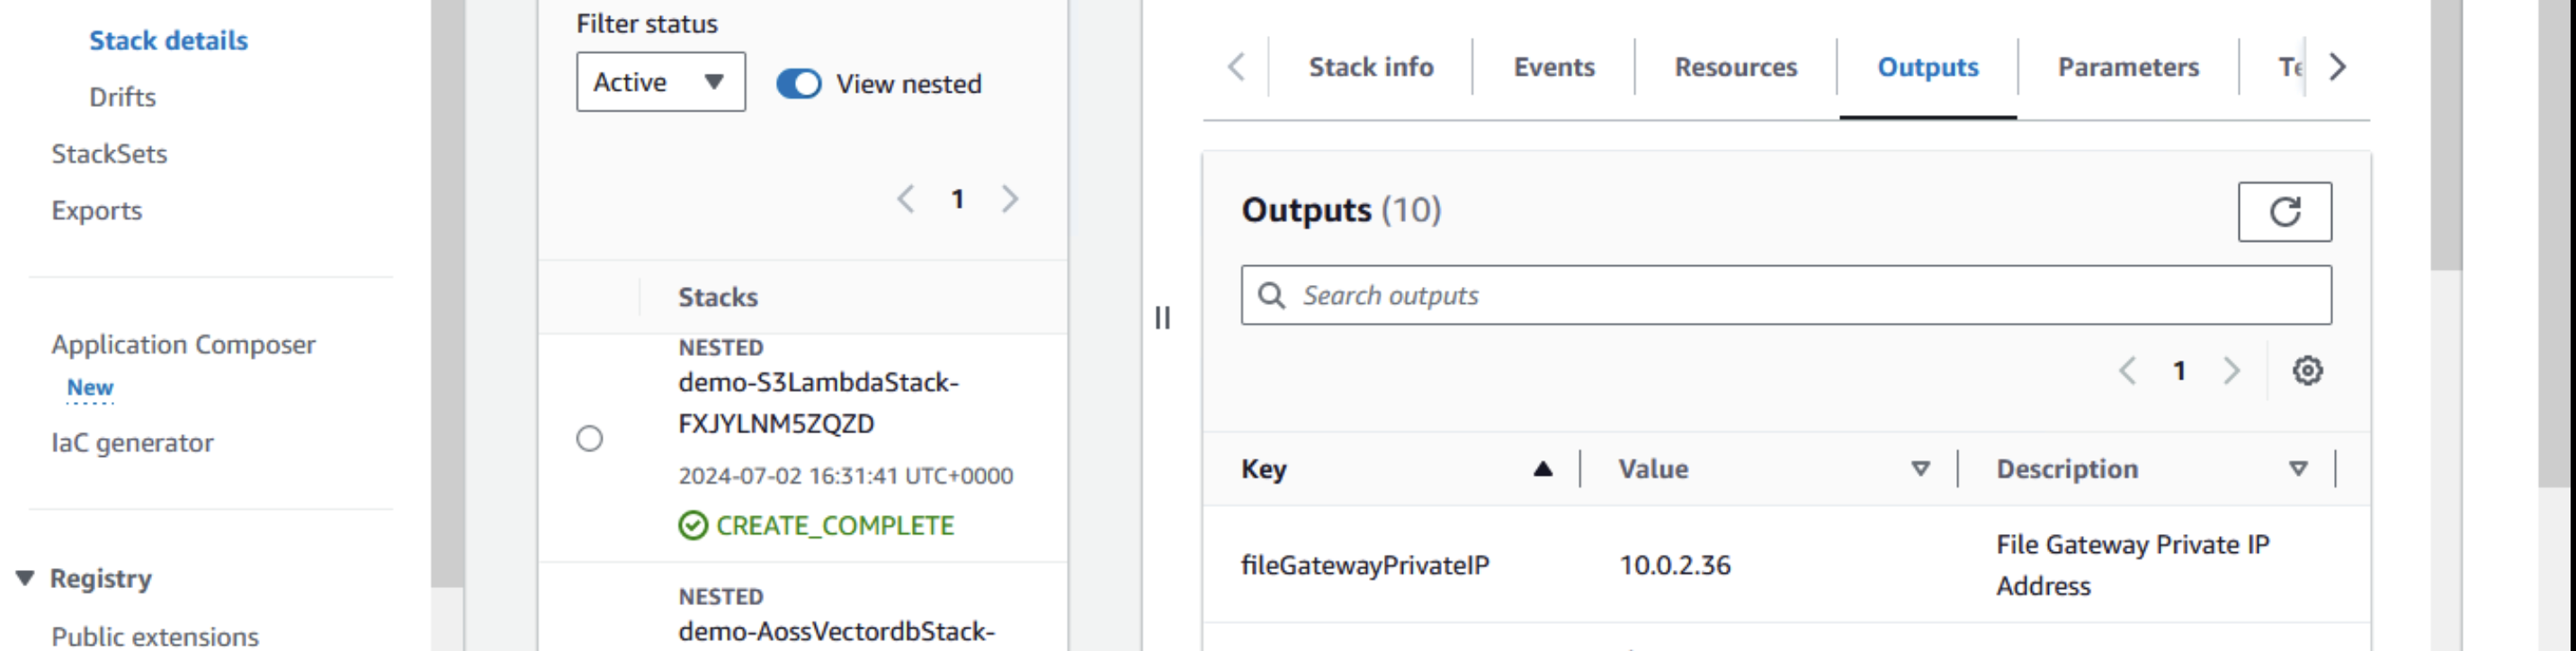 Stack details
Drifts
StackSets
Exports
Application Composer
New
IaC generator
Registry
Public extensions
Filter status
Active
View nested
1
Stacks
NESTED
demo-S3LambdaStack-
FXJYLNM5ZQZD
2024-07-02 16:31:41 UTC+0000
CREATE_COMPLETE
NESTED
demo-AossVectordbStack-
Stack info
Events
Resources
Outputs
Parameters
Outputs (10)
Search outputs
1
Key
Value
Description
fileGatewayPrivateIP
10.0.2.36
File Gateway Private IP
Address